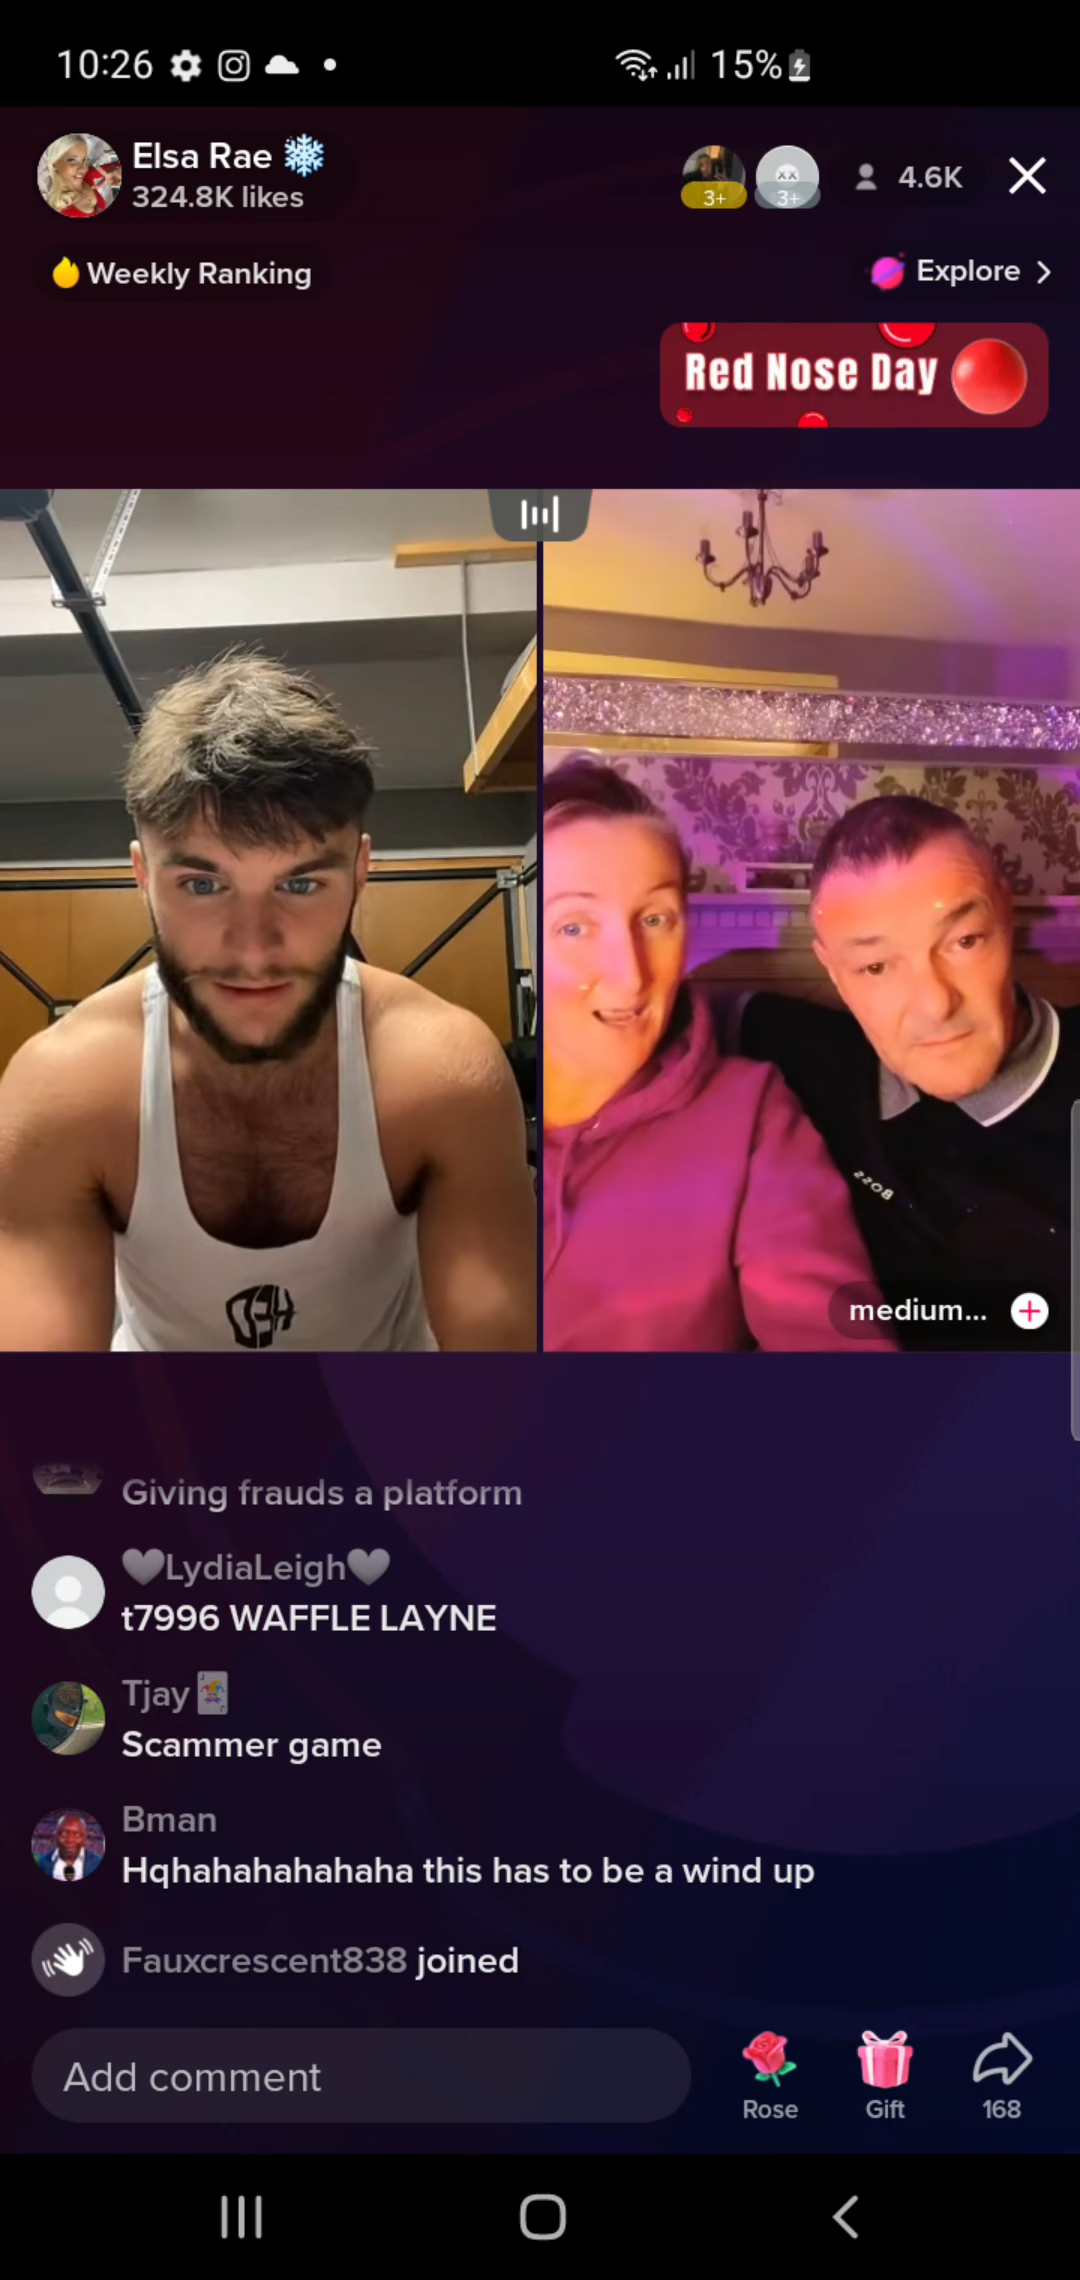 10:26
15%
Elsa Rae
324.8K likes
3+
3+
4.6K
Weekly Ranking
Explore
Red Nose Day
BOSS
medium...
Giving frauds a platform
LydiaLeigh
t7996 WAFFLE LAYNE
Tjay
Scammer game
Bman
Hqhahahahahaha this has to be a wind up
Fauxcrescent838 joined
Add comment
Rose
Gift
168